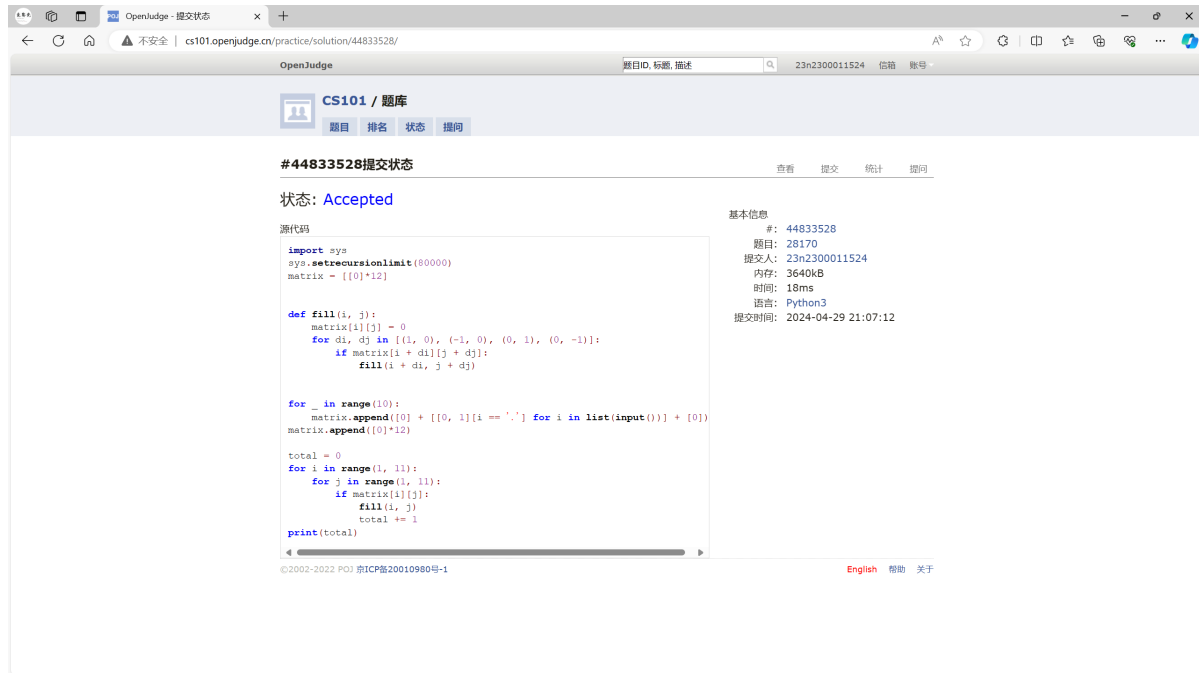 OpenJudge - 提交状态
不安全 | cs101.openjudge.cn/practice/solution/44833528/
OpenJudge
题目ID, 标题, 描述
23n2300011524 信箱 账号
CS101 / 题库
题目 排名 状态 提问
#44833528提交状态
查看 提交 统计 提问
状态: Accepted
源代码
import sys
sys.setrecursionlimit(80000)
matrix = [[0]*12]
def fill(i, j):
    matrix[i][j] = 0
    for di, dj in [(1, 0), (-1, 0), (0, 1), (0, -1)]:
        if matrix[i + di][j + dj]:
            fill(i + di, j + dj)
for _ in range(10):
    matrix.append([0] + [[0, 1][i == '.'] for i in list(input())] + [0])
matrix.append([0]*12)
total = 0
for i in range(1, 11):
    for j in range(1, 11):
        if matrix[i][j]:
            fill(i, j)
            total += 1
print(total)
基本信息
#: 44833528
题目: 28170
提交人: 23n2300011524
内存: 3640kB
时间: 18ms
语言: Python3
提交时间: 2024-04-29 21:07:12
©2002-2022 POJ 京ICP备20010980号-1
English 帮助 关于